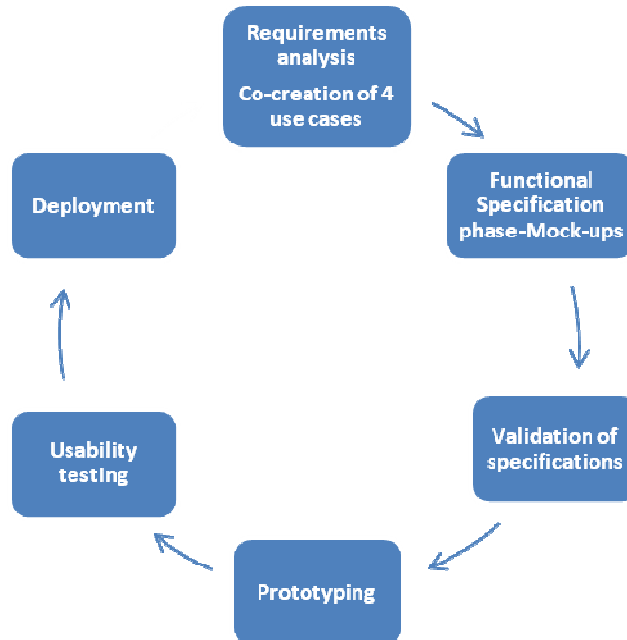 Requirements
analysis
Co-creation of 4
use cases
Functional
Specification
phase-Mock-ups
Validation of
specifications
Prototyping
Usability
testing
Deployment